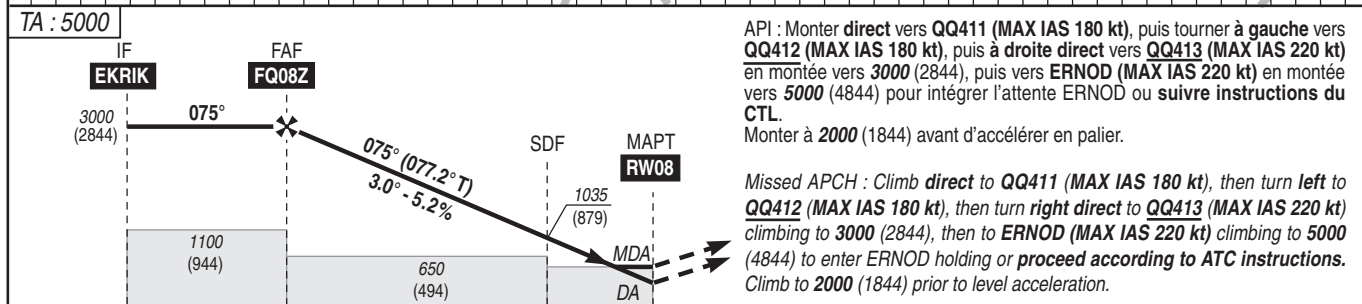 TA : 5000
IF
EKRIK
FAF
FQ08Z
3000
(2844)
075°
075° (077.2°T)
3.0° - 5.2%
SDF
MAPT
RW08
1035
(879)
1100
(944)
650
(494)
MDA
DA
API : Monter direct vers QQ411 (MAX IAS 180 kt), puis tourner à gauche vers
QQ412 (MAX IAS 180 kt), puis à droite direct vers QQ413 (MAX IAS 220 kt)
en montée vers 3000 (2844), puis vers ERNOD (MAX IAS 220 kt) en montée
vers 5000 (4844) pour intégrer l'attente ERNOD ou suivre instructions du
CTL.
Monter à 2000 (1844) avant d'accélérer en palier.
Missed APCH : Climb direct to QQ411 (MAX IAS 180 kt), then turn left to
QQ412 (MAX IAS 180 kt), then turn right direct to QQ413 (MAX IAS 220 kt)
climbing to 3000 (2844), then to ERNOD (MAX IAS 220 kt) climbing to 5000
(4844) to enter ERNOD holding or proceed according to ATC instructions.
Climb to 2000 (1844) prior to level acceleration.